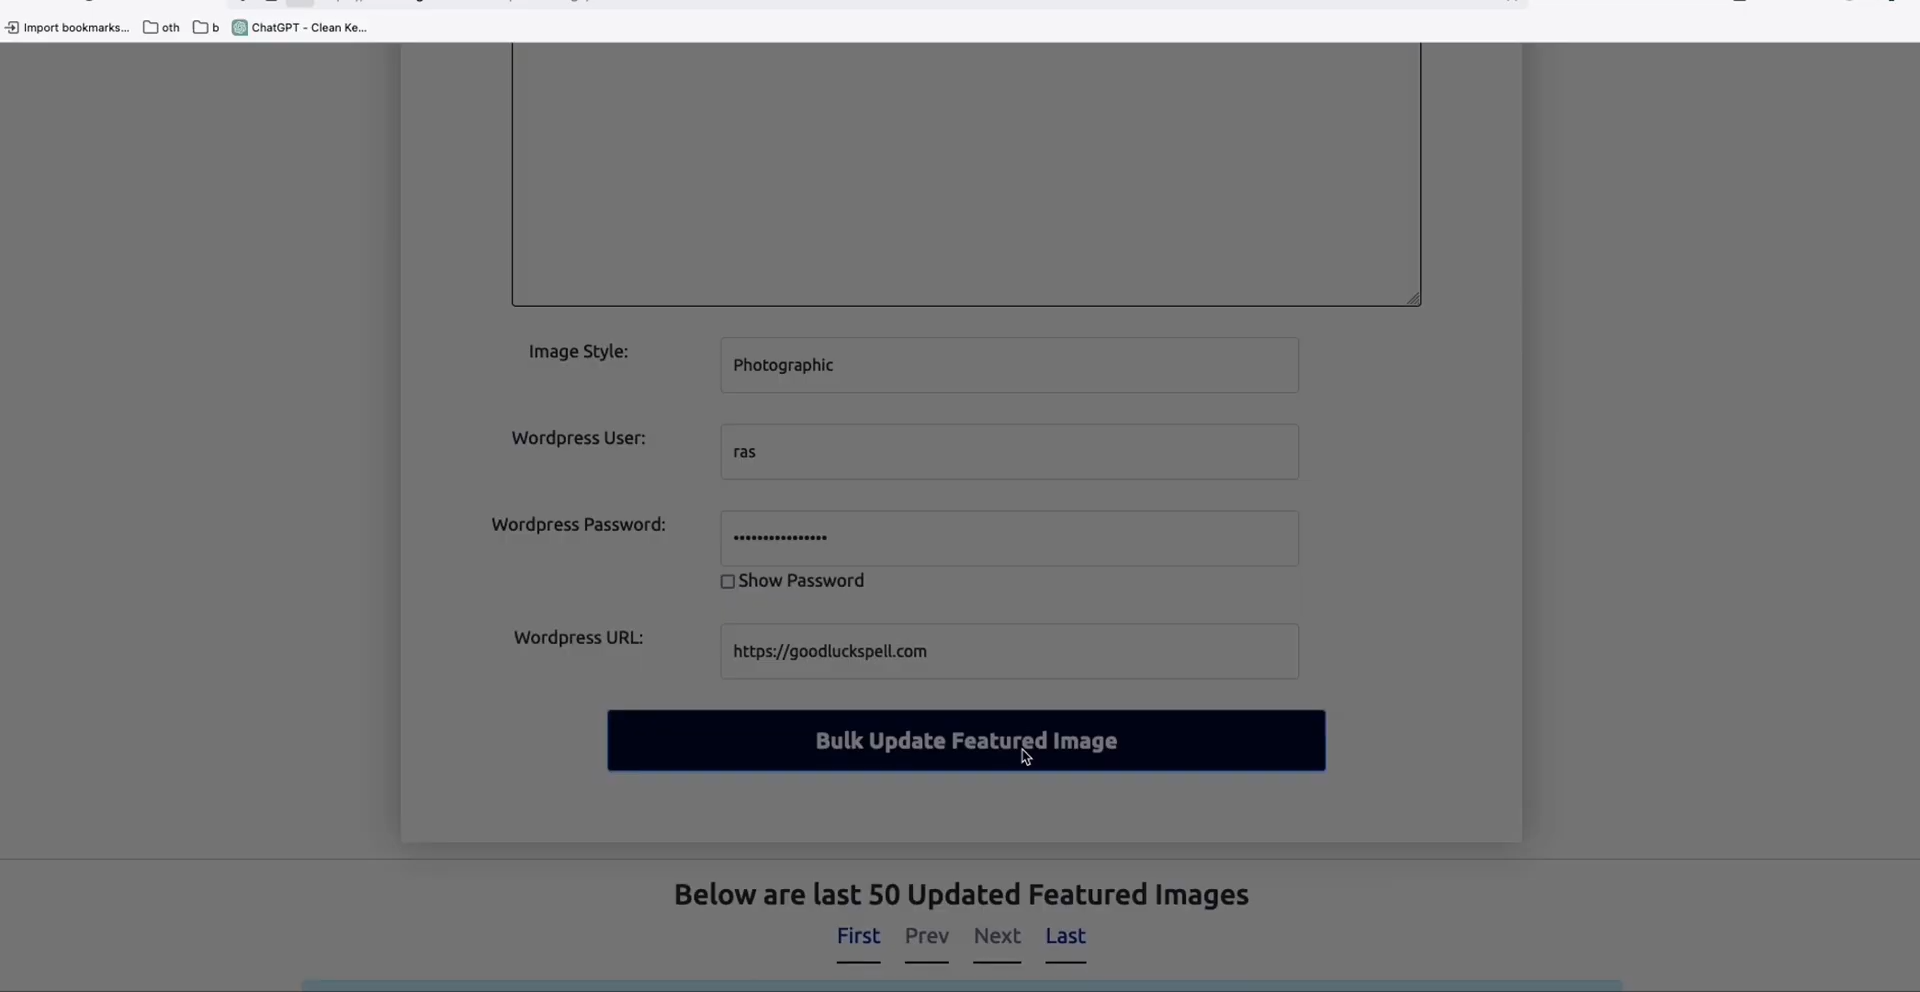 Import bookmarks... oth b ChatGPT - Clean Ke...
Image Style: Photographic
Wordpress User: ras
Wordpress Password: ••••••••••••••••
Show Password
Wordpress URL: https://goodluckspell.com
Bulk Update Featured Image
Below are last 50 Updated Featured Images
First Prev Next Last